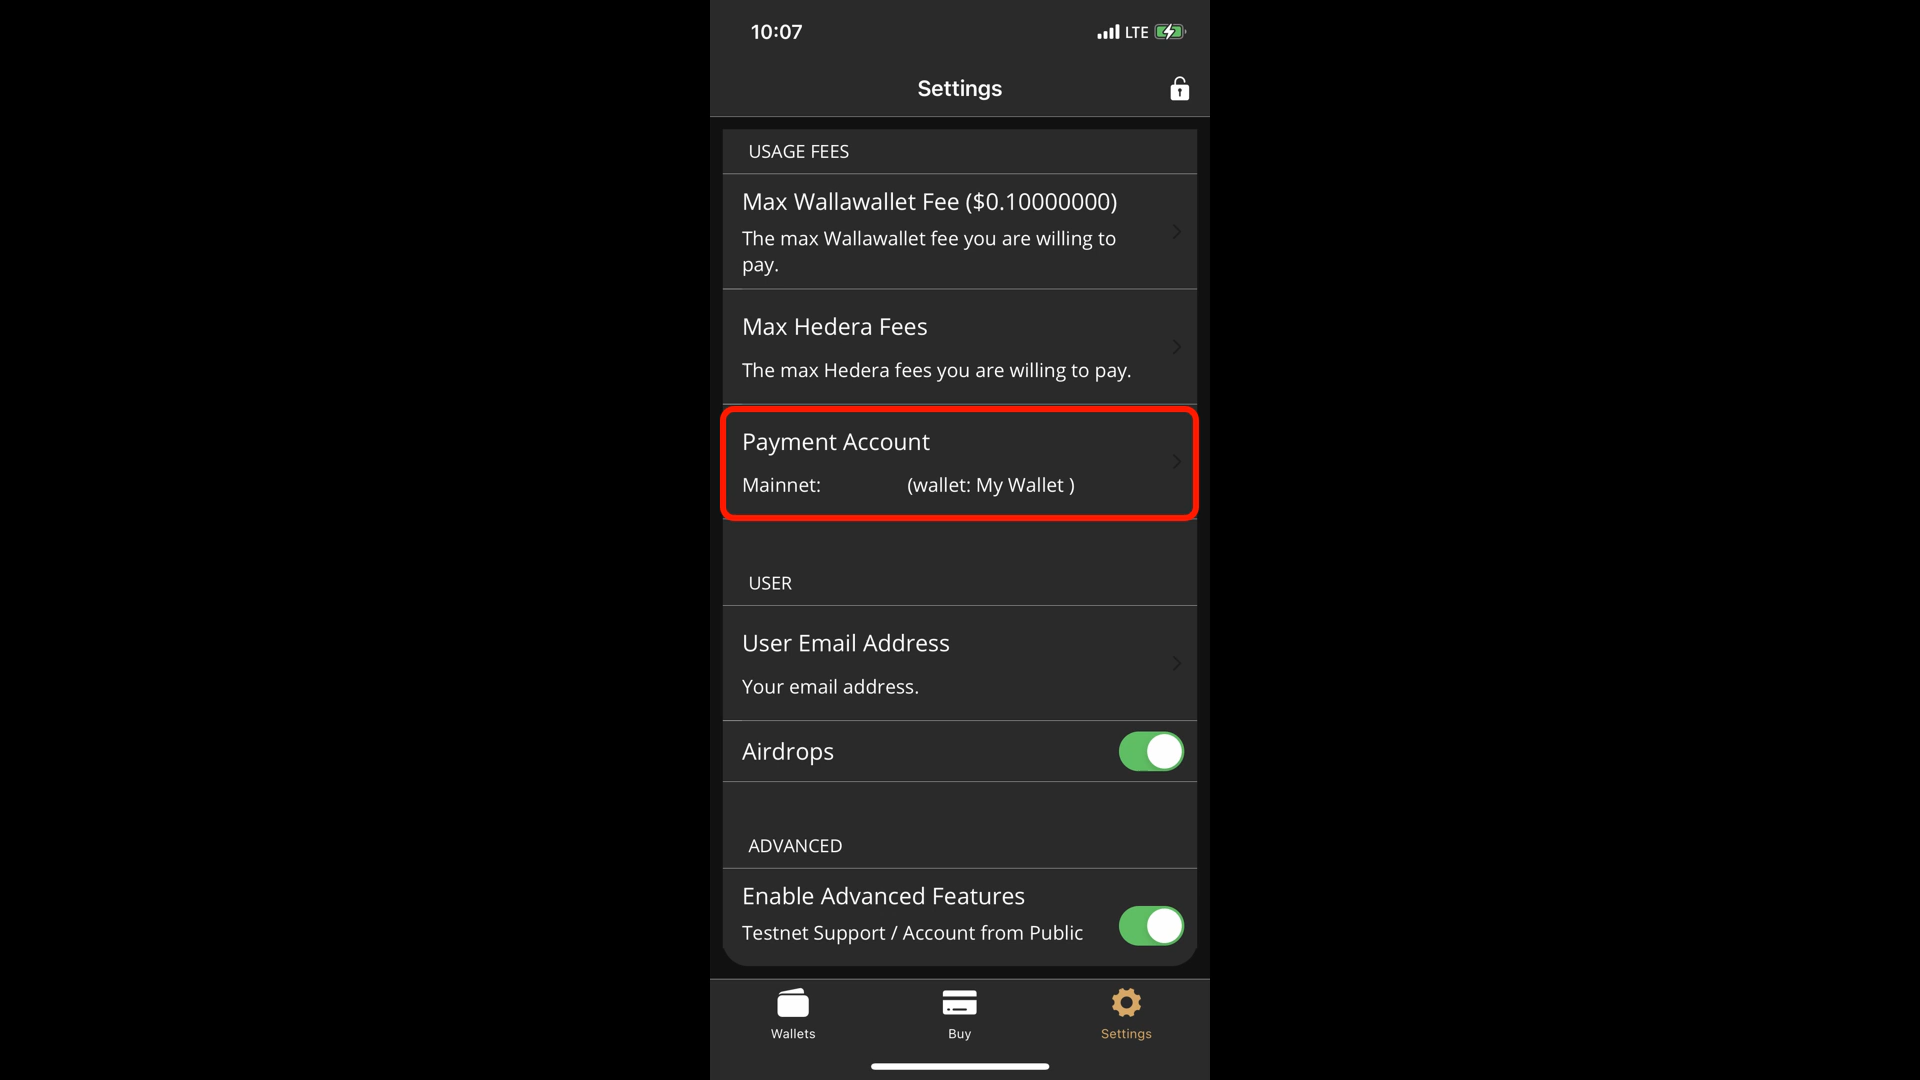 10:07
LTE
Settings
USAGE FEES
Max Wallawallet Fee ($0.10000000)
The max Wallawallet fee you are willing to
pay.
Max Hedera Fees
The max Hedera fees you are willing to pay.
Payment Account
Mainnet: (wallet: My Wallet )
USER
User Email Address
Your email address.
Airdrops
ADVANCED
Enable Advanced Features
Testnet Support / Account from Public
Wallets
Buy
Settings